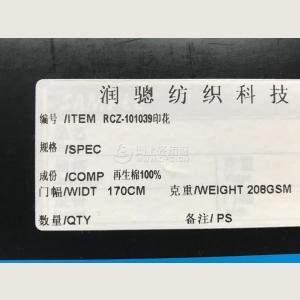 润骢纺织科技
编号 /ITEM RCZ-101039印花
规格 /SPEC
成份 /COMP 再生棉100%
门幅/WIDT 170CM 克重/WEIGHT 208GSM
数量/QTY 备注/PS